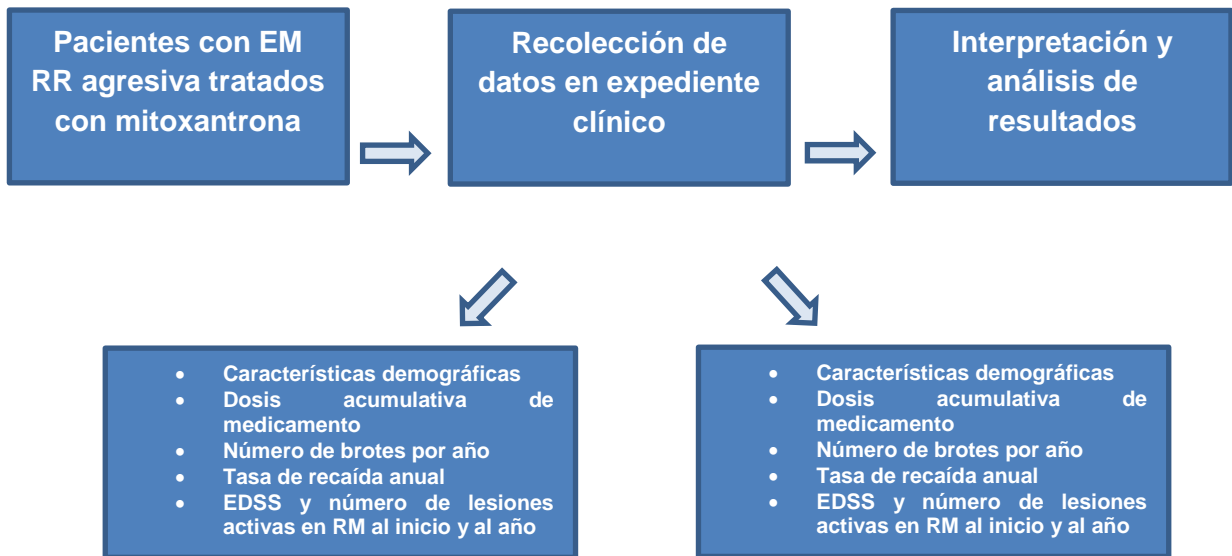 Pacientes con EM
RR agresiva tratados
con mitoxantrona
Recolección de
datos en expediente
clínico
Interpretación y
análisis de
resultados
• Características demográficas
• Dosis acumulativa de
medicamento
• Número de brotes por año
• Tasa de recaída anual
• EDSS y número de lesiones
activas en RM al inicio y al año
• Características demográficas
• Dosis acumulativa de
medicamento
• Número de brotes por año
• Tasa de recaída anual
• EDSS y número de lesiones
activas en RM al inicio y al año